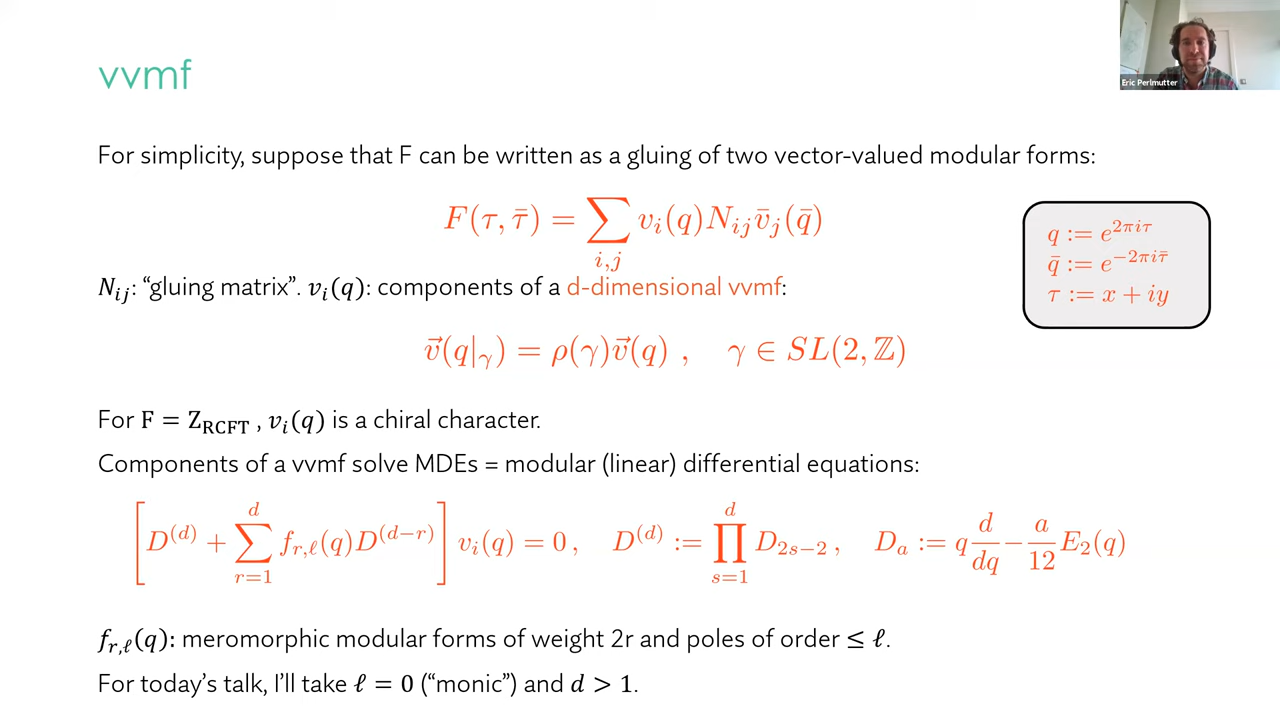 vvmf
Eric Perlmutter
For simplicity, suppose that F can be written as a gluing of two vector-valued modular forms:
F(τ, τ̄) = ∑_{i,j} v_i(q) N_{ij} v̄_j(q̄)
q := e^{2πiτ}
q̄ := e^{−2πiτ̄}
τ := x + iy
N_{ij}: “gluing matrix”. v_i(q): components of a d-dimensional vvmf:
v⃗(q|_γ) = ρ(γ)v⃗(q) , γ ∈ SL(2, ℤ)
For F = Z_RCFT , v_i(q) is a chiral character.
Components of a vvmf solve MDEs = modular (linear) differential equations:
[D^{(d)} + ∑_{r=1}^{d} f_{r,ℓ}(q)D^{(d−r)}] v_i(q) = 0 , D^{(d)} := ∏_{s=1}^{d} D_{2s−2} , D_a := q d/dq − a/12 E_2(q)
f_{r,ℓ}(q): meromorphic modular forms of weight 2r and poles of order ≤ ℓ.
For today’s talk, I’ll take ℓ = 0 (“monic”) and d > 1.